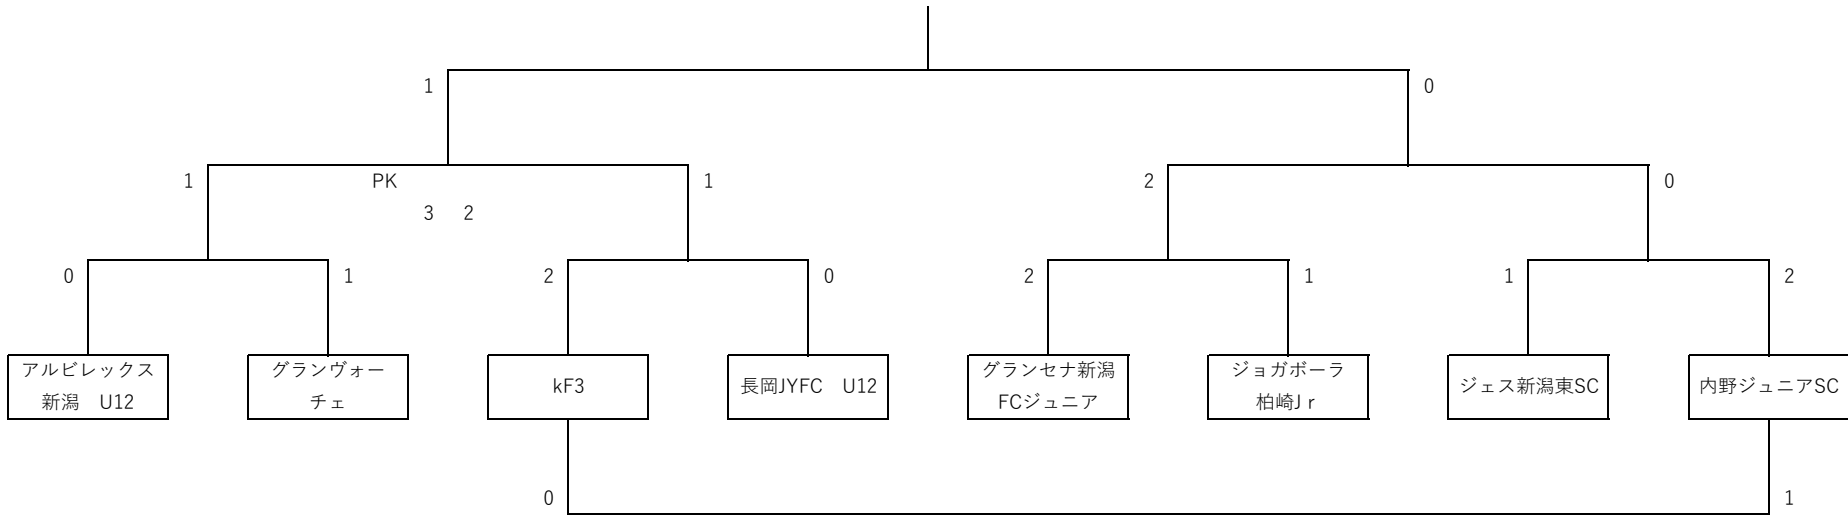 1 0
1 PK 1 2 0
3 2
0 1 2 0 2 1 1 2
アルビレックス
新潟　U12
グランヴォー
チェ
kF3
長岡JYFC　U12
グランセナ新潟
FCジュニア
ジョガボーラ
柏崎J r
ジェス新潟東SC
内野ジュニアSC
0 1